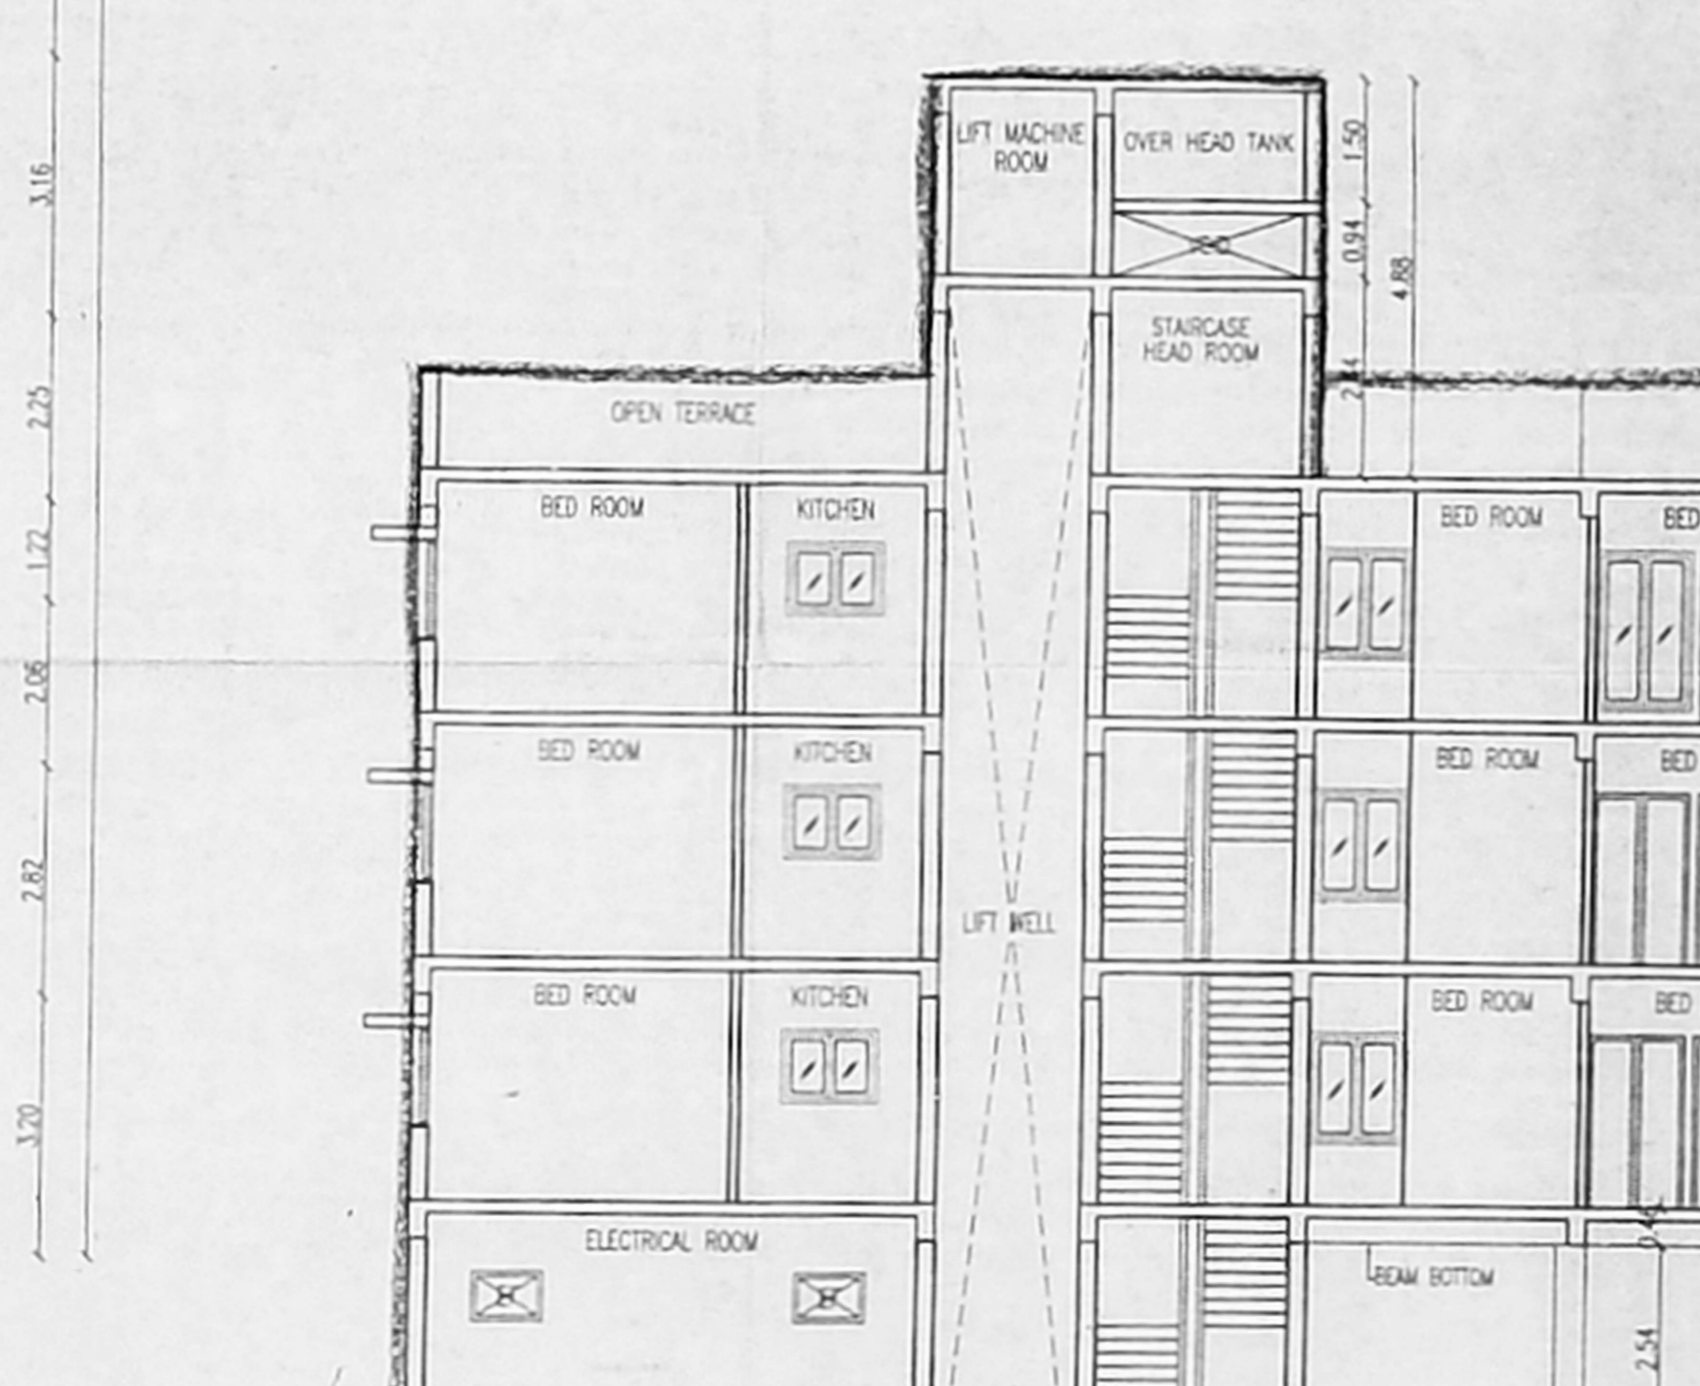 LIFT MACHINE
ROOM
OVER HEAD TANK
1.50
3.16
0.94
4.88
STAIRCASE
HEAD ROOM
2.44
2.25
OPEN TERRACE
BED ROOM
KITCHEN
BED ROOM
BED
1.22
2.06
BED ROOM
KITCHEN
BED ROOM
BED
2.82
LIFT WELL
BED ROOM
KITCHEN
BED ROOM
BED
3.20
ELECTRICAL ROOM
BEAM BOTTOM
2.54